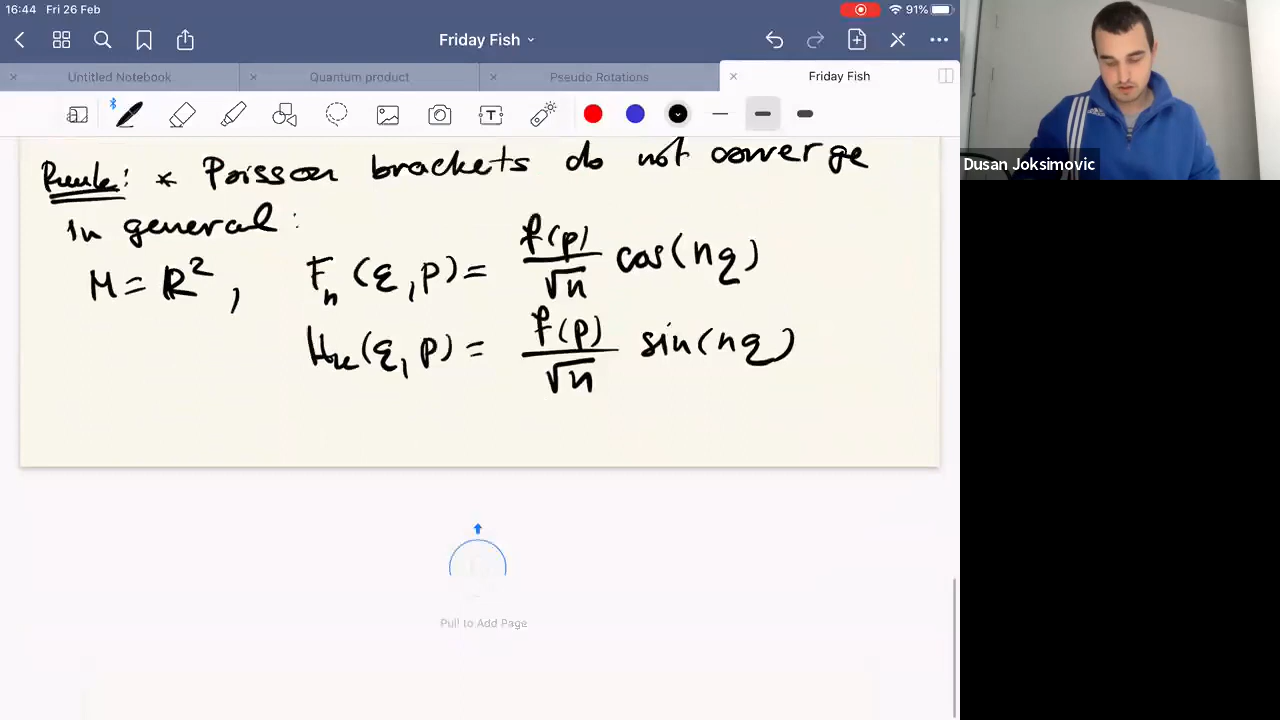 16:44 Fri 26 Feb
91%
Friday Fish
Untitled Notebook
Quantum product
Pseudo Rotations
Friday Fish
Dusan Joksimovic
Rmk: * Poisson brackets do not converge
in general:
M = R², Fₙ(q,p) = f(p)/√n cos(nq)
Hₙ(q,p) = f(p)/√n sin(nq)
Pull to Add Page